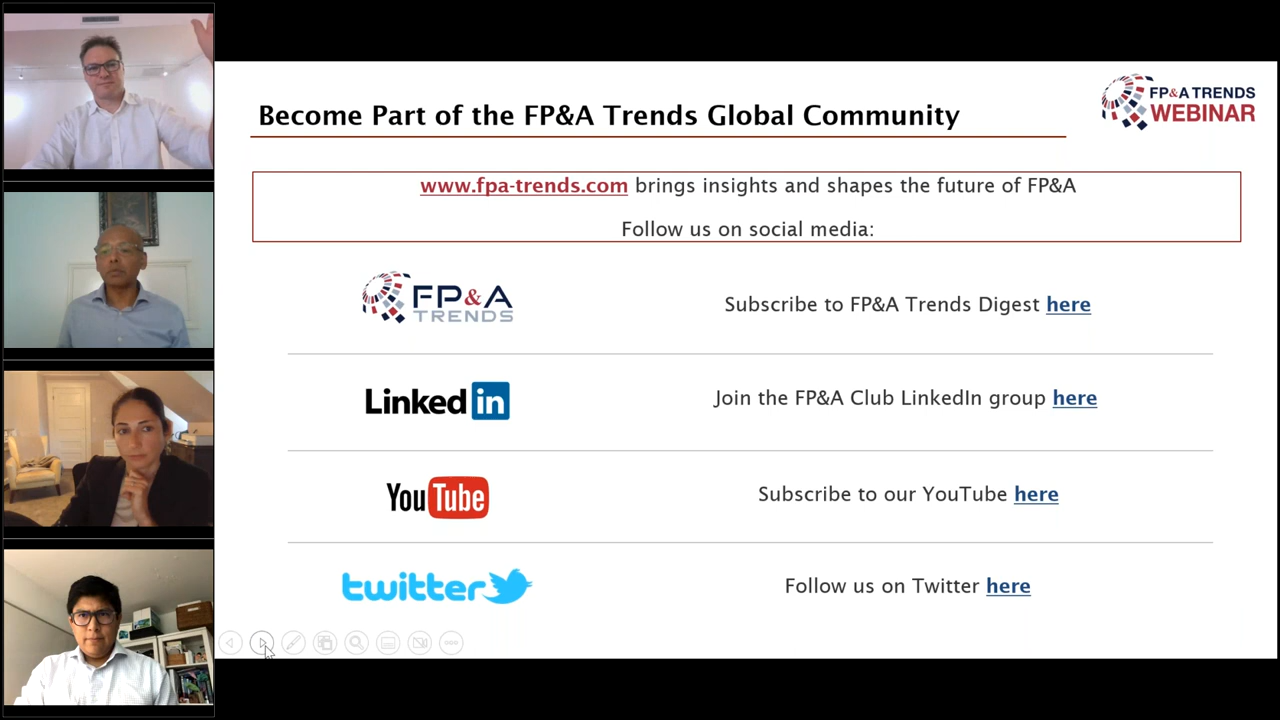 Become Part of the FP&A Trends Global Community
FP&A TRENDS
WEBINAR
www.fpa-trends.com brings insights and shapes the future of FP&A
Follow us on social media:
FP&A
TRENDS
Subscribe to FP&A Trends Digest here
Linked in
Join the FP&A Club LinkedIn group here
YouTube
Subscribe to our YouTube here
twitter
Follow us on Twitter here